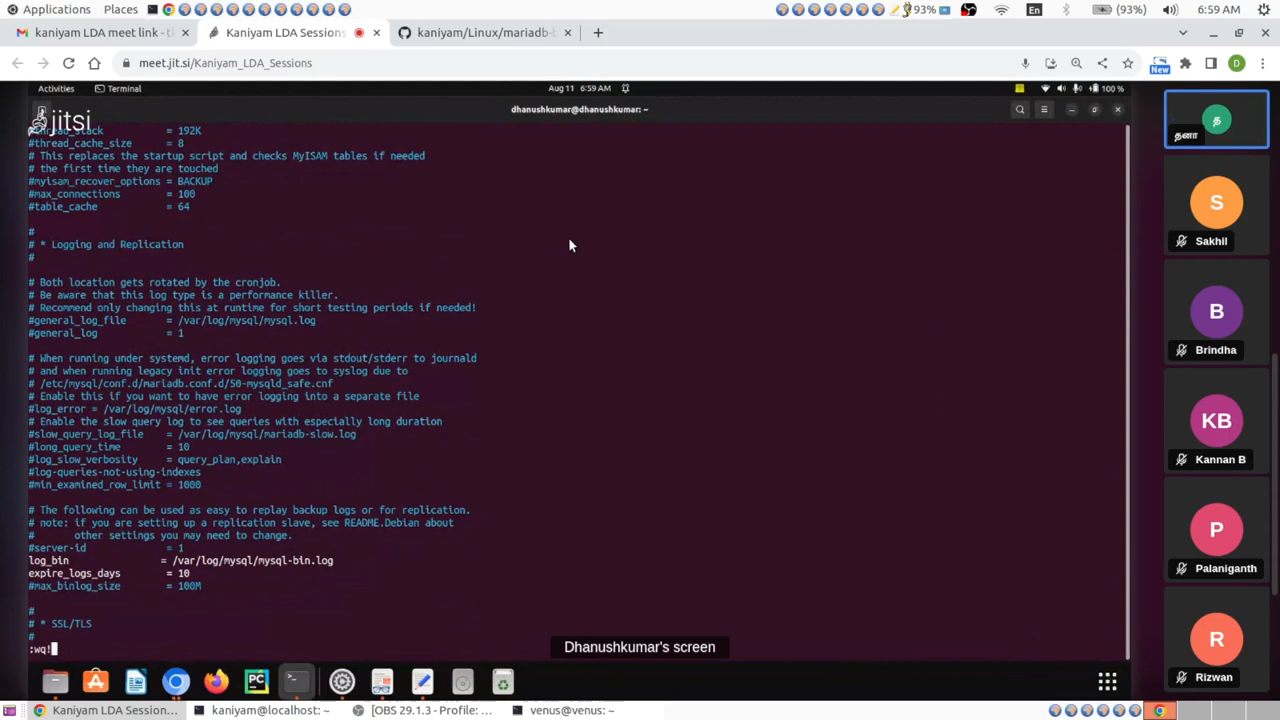 Applications Places 93% En (93%) 6:59 AM
kaniyam LDA meet link - t
Kaniyam LDA Sessions
kaniyam/Linux/mariadb-b
meet.jit.si/Kaniyam_LDA_Sessions
New
D
Activities Terminal Aug 11 6:59 AM 100 %
dhanushkumar@dhanushkumar: ~
jitsi
#thread_stack = 192K
#thread_cache_size = 8
# This replaces the startup script and checks MyISAM tables if needed
# the first time they are touched
#myisam_recover_options = BACKUP
#max_connections = 100
#table_cache = 64
#
# * Logging and Replication
#
# Both location gets rotated by the cronjob.
# Be aware that this log type is a performance killer.
# Recommend only changing this at runtime for short testing periods if needed!
#general_log_file = /var/log/mysql/mysql.log
#general_log = 1
# When running under systemd, error logging goes via stdout/stderr to journald
# and when running legacy init error logging goes to syslog due to
# /etc/mysql/conf.d/mariadb.conf.d/50-mysqld_safe.cnf
# Enable this if you want to have error logging into a separate file
#log_error = /var/log/mysql/error.log
# Enable the slow query log to see queries with especially long duration
#slow_query_log_file = /var/log/mysql/mariadb-slow.log
#long_query_time = 10
#log_slow_verbosity = query_plan,explain
#log-queries-not-using-indexes
#min_examined_row_limit = 1000
# The following can be used as easy to replay backup logs or for replication.
# note: if you are setting up a replication slave, see README.Debian about
# other settings you may need to change.
#server-id = 1
log_bin = /var/log/mysql/mysql-bin.log
expire_logs_days = 10
#max_binlog_size = 100M
#
# * SSL/TLS
#
:wq!
Dhanushkumar's screen
த
தனா
S
Sakhil
B
Brindha
KB
Kannan B
P
Palaniganth
R
Rizwan
PC
Kaniyam LDA Session...
kaniyam@localhost: ~
[OBS 29.1.3 - Profile: ...
venus@venus: ~